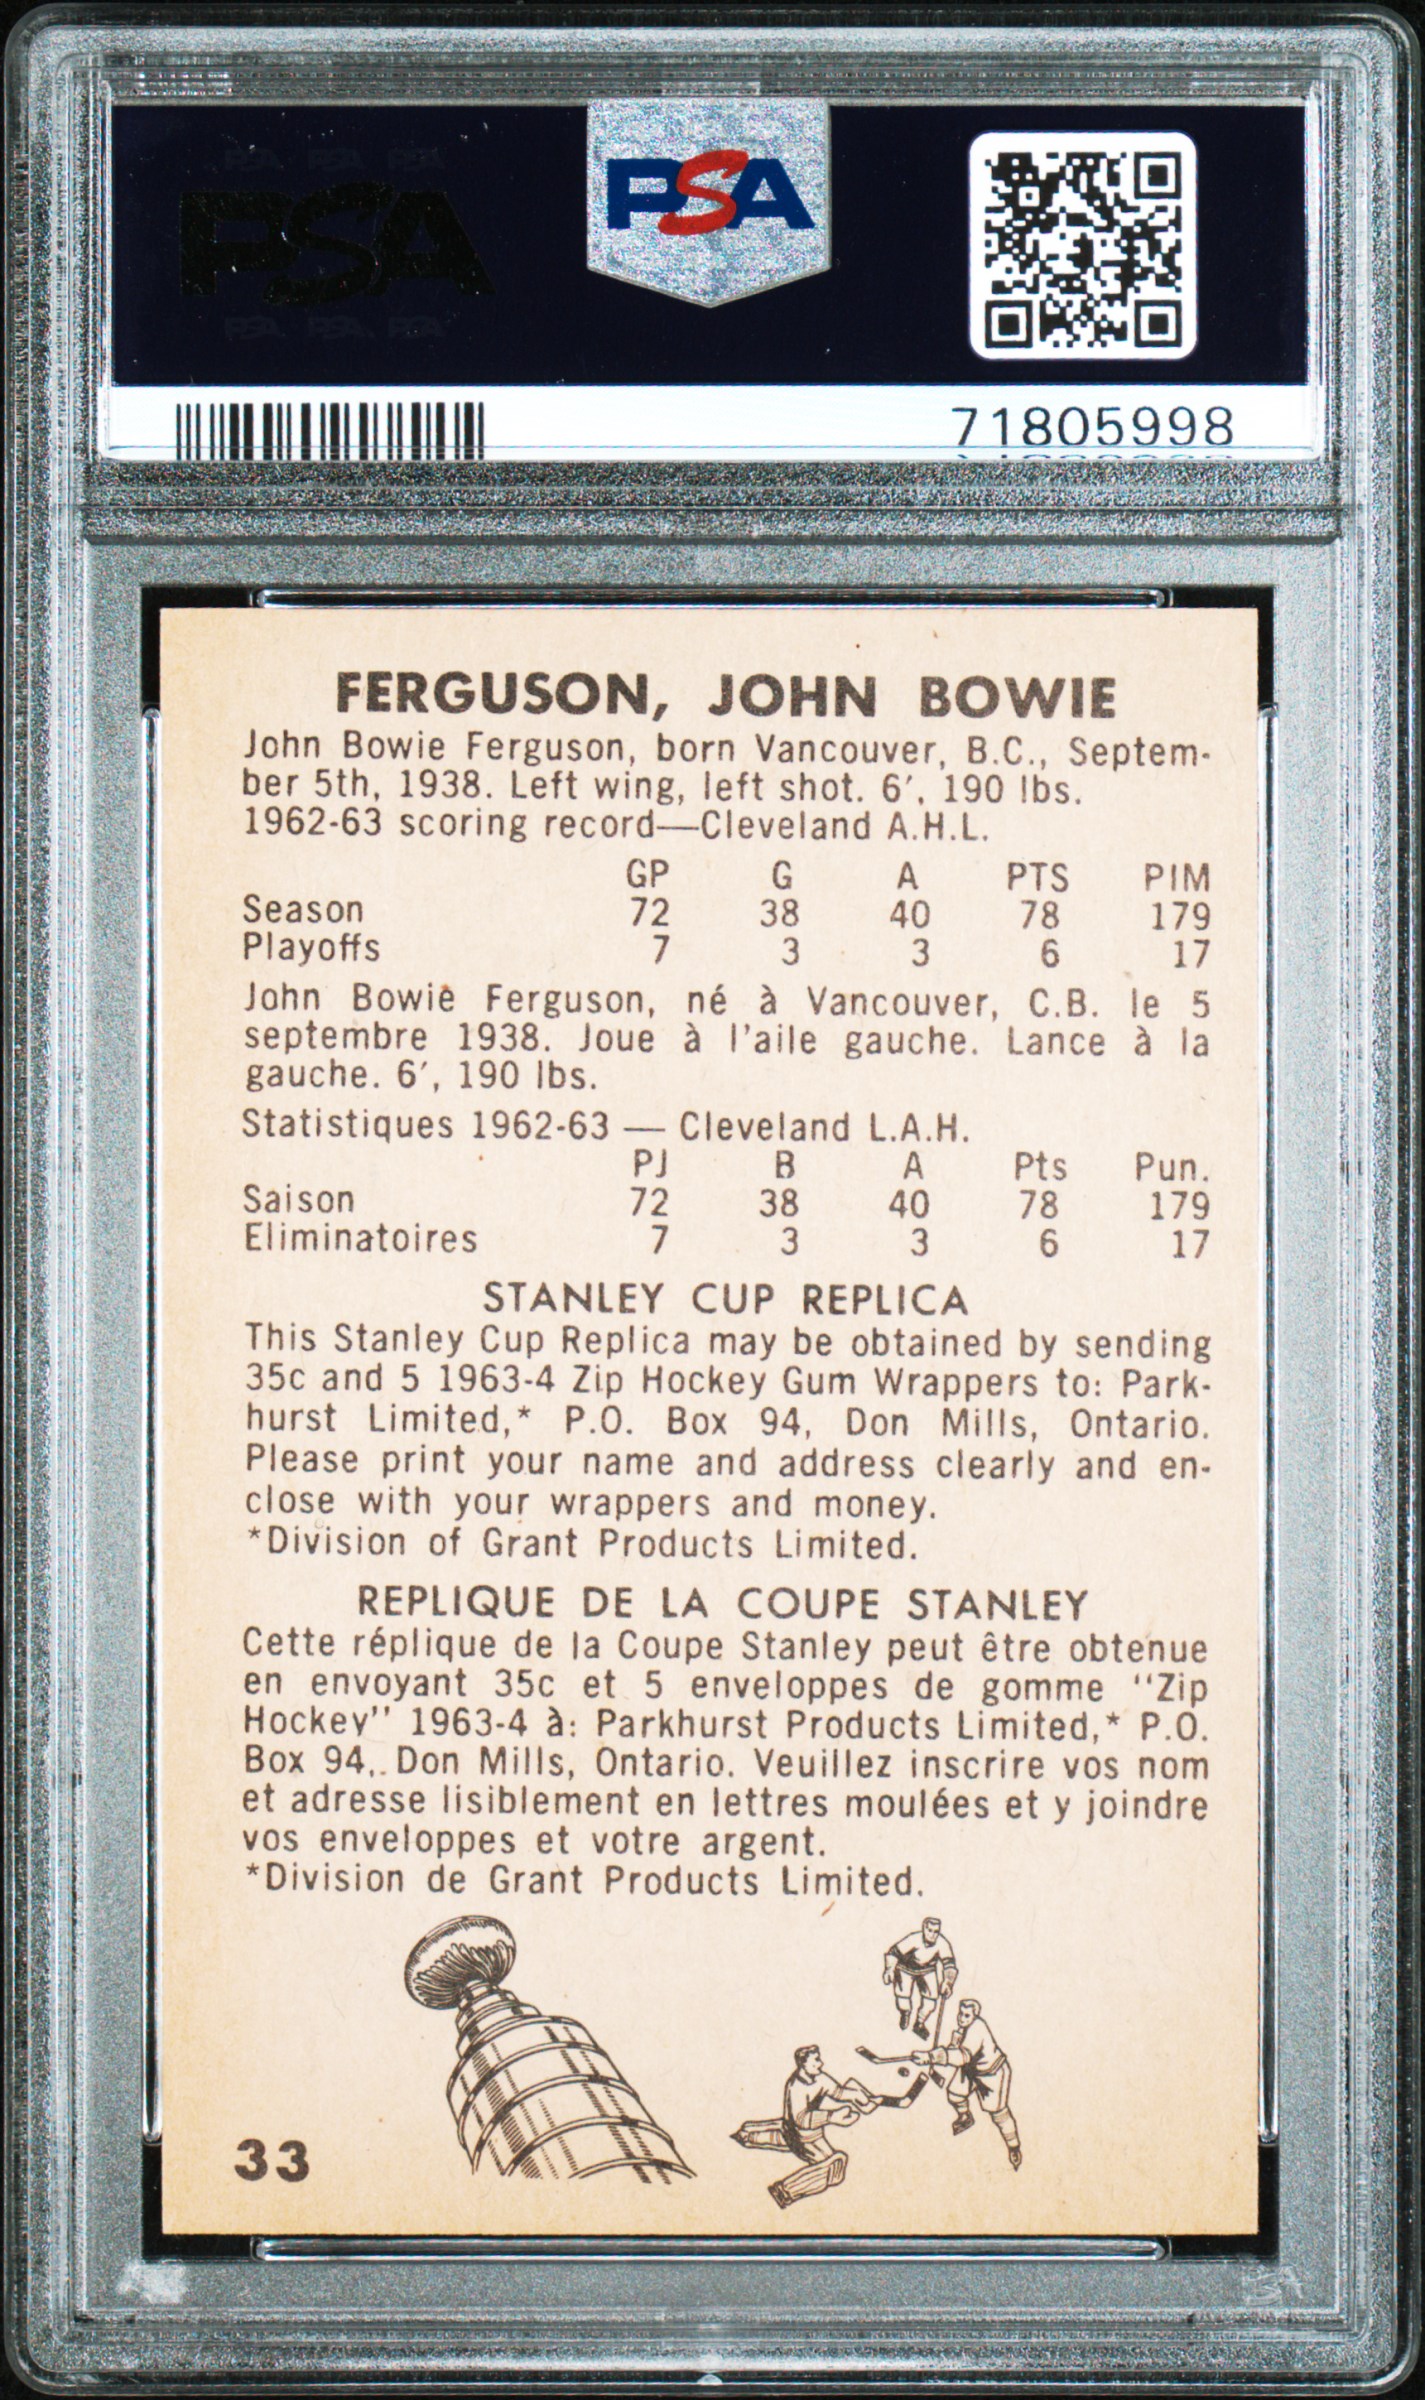 PSA PSA PSA
PSA
PSA PSA PSA
PSA
71805998
FERGUSON, JOHN BOWIE
John Bowie Ferguson, born Vancouver, B.C., Septem-
ber 5th, 1938. Left wing, left shot. 6′, 190 lbs.
1962-63 scoring record—Cleveland A.H.L.
GP G A PTS PIM
Season 72 38 40 78 179
Playoffs 7 3 3 6 17
John Bowie Ferguson, né à Vancouver, C.B. le 5
septembre 1938. Joue à l'aile gauche. Lance à la
gauche. 6′, 190 lbs.
Statistiques 1962-63 — Cleveland L.A.H.
PJ B A Pts Pun.
Saison 72 38 40 78 179
Eliminatoires 7 3 3 6 17
STANLEY CUP REPLICA
This Stanley Cup Replica may be obtained by sending
35c and 5 1963-4 Zip Hockey Gum Wrappers to: Park-
hurst Limited,* P.O. Box 94, Don Mills, Ontario.
Please print your name and address clearly and en-
close with your wrappers and money.
*Division of Grant Products Limited.
REPLIQUE DE LA COUPE STANLEY
Cette réplique de la Coupe Stanley peut être obtenue
en envoyant 35c et 5 enveloppes de gomme "Zip
Hockey" 1963-4 à: Parkhurst Products Limited,* P.O.
Box 94, Don Mills, Ontario. Veuillez inscrire vos nom
et adresse lisiblement en lettres moulées et y joindre
vos enveloppes et votre argent.
*Division de Grant Products Limited.
33